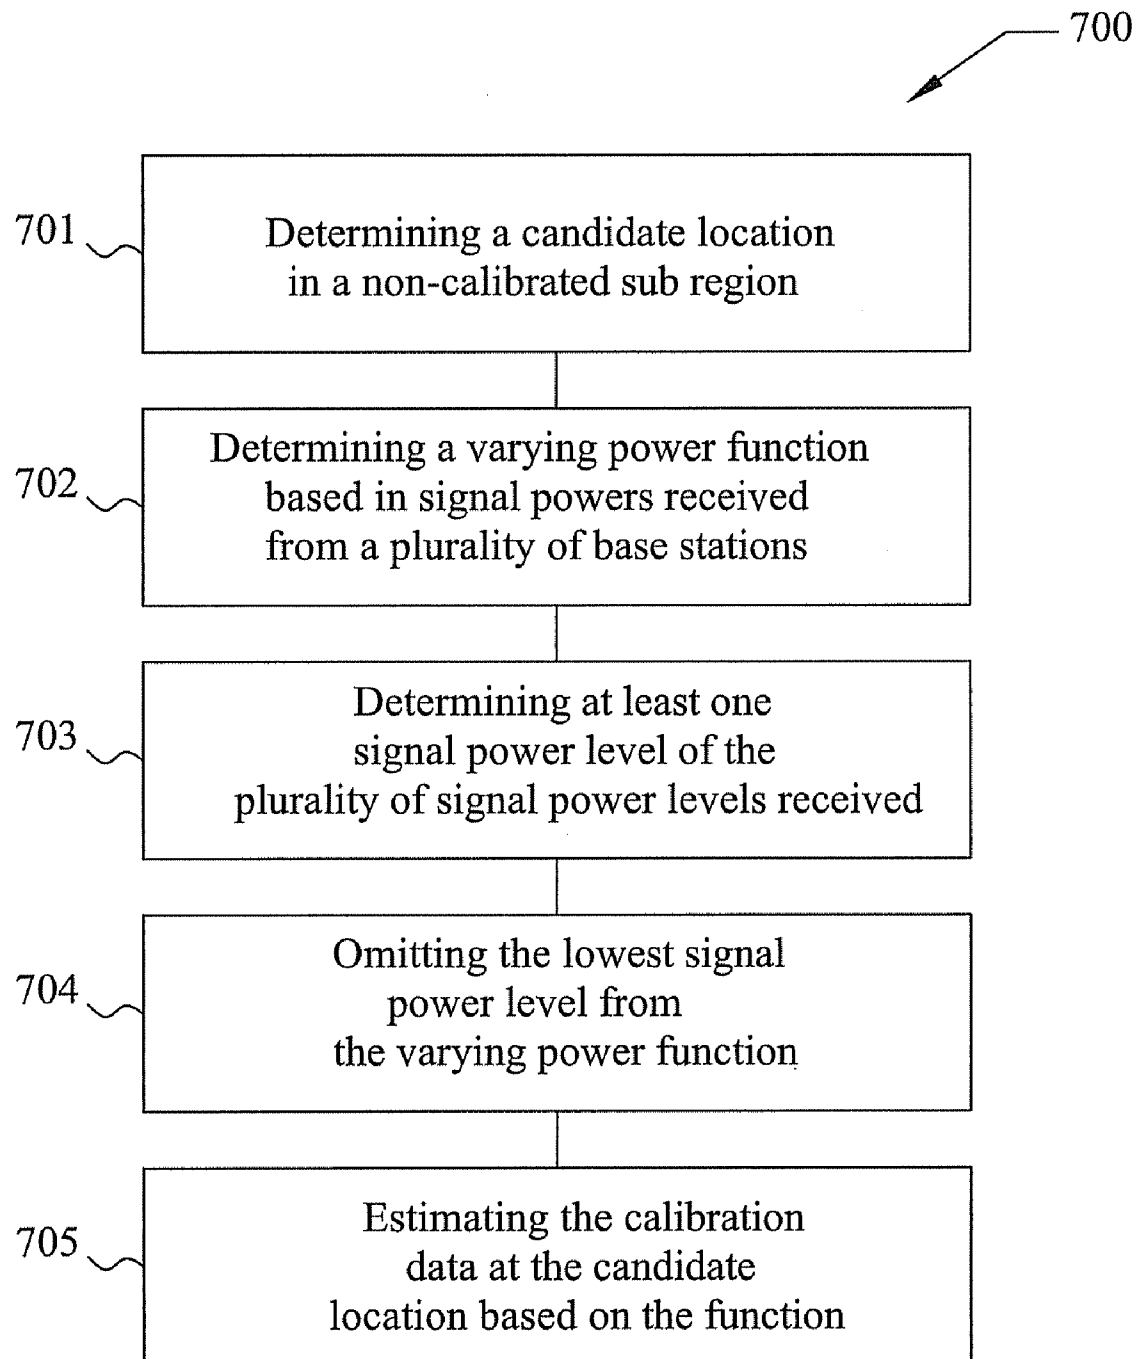 700
701
Determining a candidate location
in a non-calibrated sub region
702
Determining a varying power function
based in signal powers received
from a plurality of base stations
703
Determining at least one
signal power level of the
plurality of signal power levels received
704
Omitting the lowest signal
power level from
the varying power function
705
Estimating the calibration
data at the candidate
location based on the function